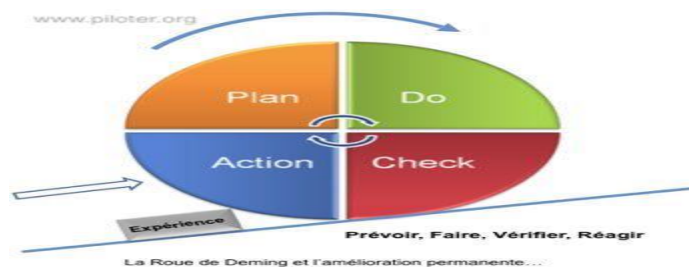 www.piloter.org
Plan
Do
Action
Check
Expérience
Prévoir, Faire, Vérifier, Réagir
La Roue de Deming et l'amélioration permanente...